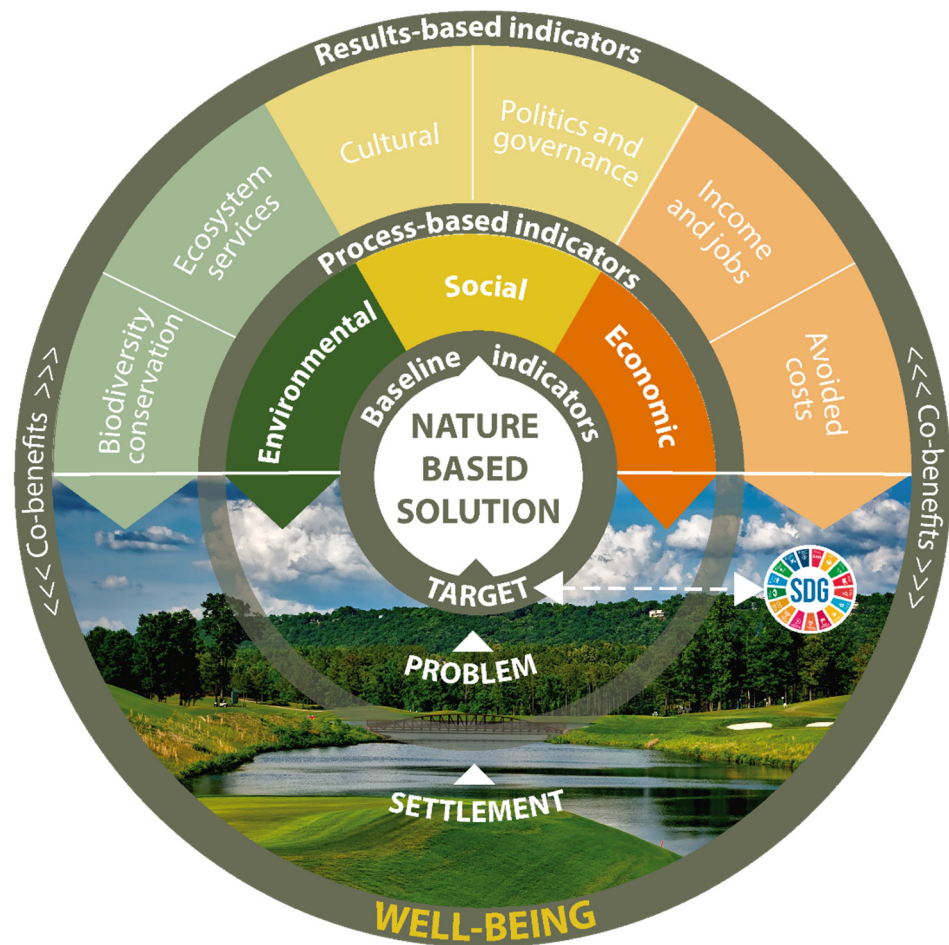 Results-based indicators
Cultural
Politics and
governance
Ecosystem
services
Income
and jobs
Biodiversity
conservation
Avoided
costs
Process-based indicators
Environmental
Social
Economic
Baseline indicators
NATURE
BASED
SOLUTION
TARGET
SDG
PROBLEM
SETTLEMENT
<<< Co-benefits >>>
<<< Co-benefits >>>
WELL-BEING